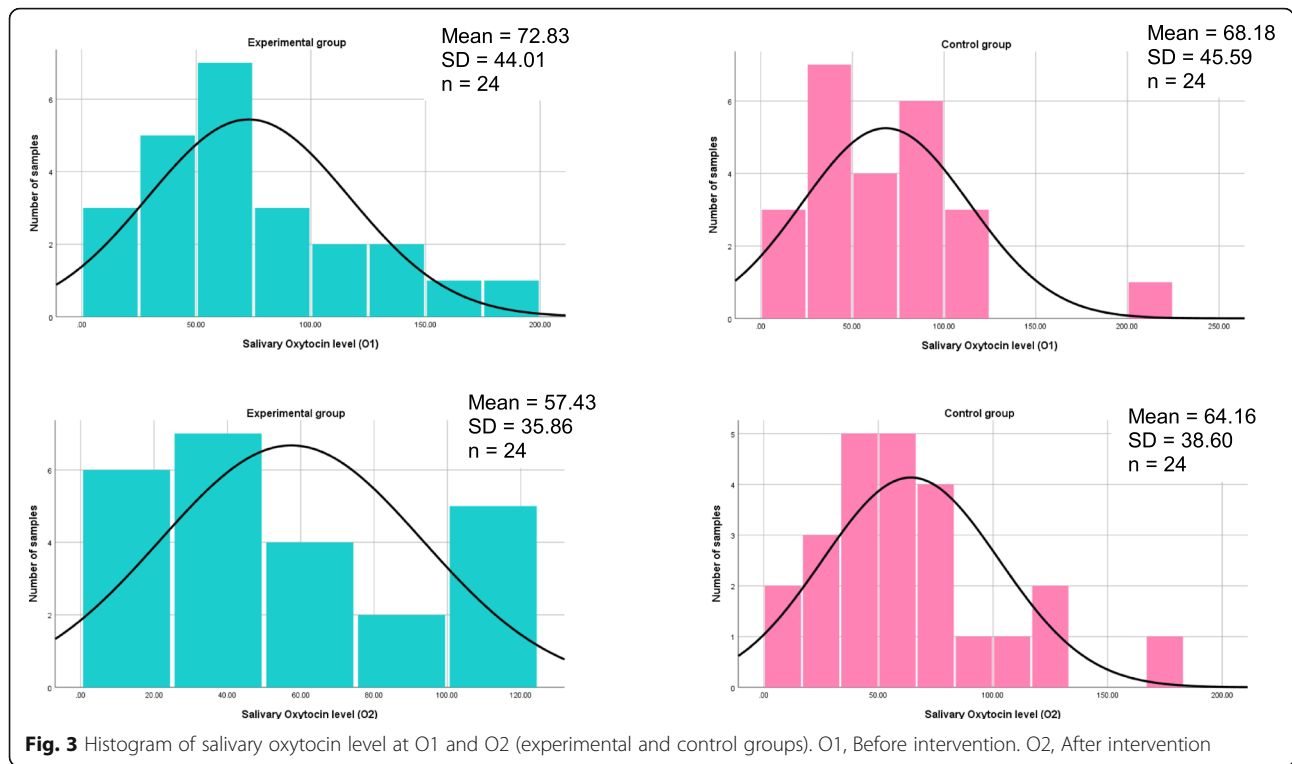 Experimental group
Mean = 72.83
SD = 44.01
n = 24
Number of samples
6
4
2
0
.00 50.00 100.00 150.00 200.00
Salivary Oxytocin level (O1)
Control group
Mean = 68.18
SD = 45.59
n = 24
Number of samples
6
4
2
0
.00 50.00 100.00 150.00 200.00 250.00
Salivary Oxytocin level (O1)
Experimental group
Mean = 57.43
SD = 35.86
n = 24
Number of samples
6
4
2
0
.00 20.00 40.00 60.00 80.00 100.00 120.00
Salivary Oxytocin level (O2)
Control group
Mean = 64.16
SD = 38.60
n = 24
Number of samples
5
4
3
2
1
0
.00 50.00 100.00 150.00 200.00
Salivary Oxytocin level (O2)
Fig. 3 Histogram of salivary oxytocin level at O1 and O2 (experimental and control groups). O1, Before intervention. O2, After intervention